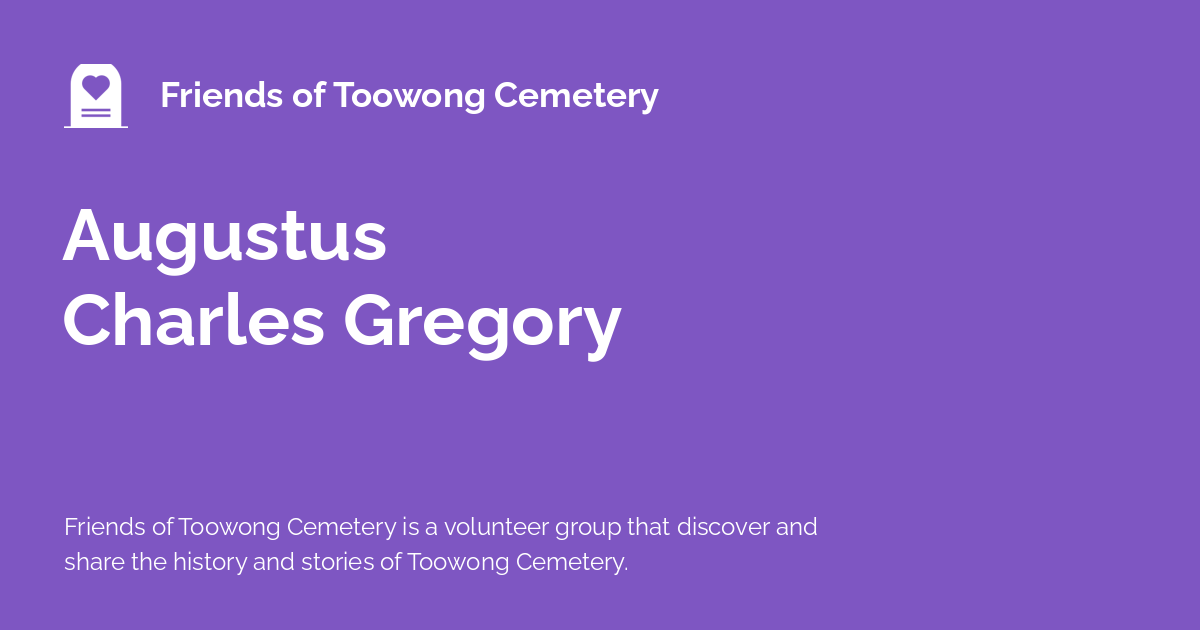 Friends of Toowong Cemetery
Augustus
Charles Gregory
Friends of Toowong Cemetery is a volunteer group that discover and
share the history and stories of Toowong Cemetery.